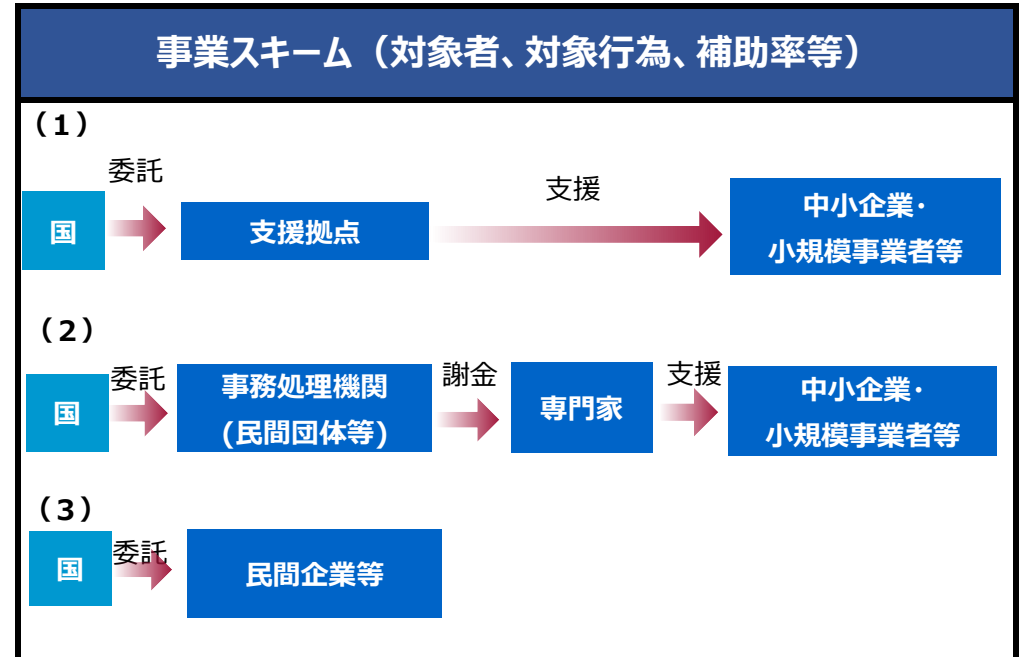 事業スキーム（対象者、対象行為、補助率等）
（１）
委託
支援
国
支援拠点
中小企業・
小規模事業者等
（２）
委託
謝金
支援
国
事務処理機関
(民間団体等)
専門家
中小企業・
小規模事業者等
（３）
委託
国
民間企業等